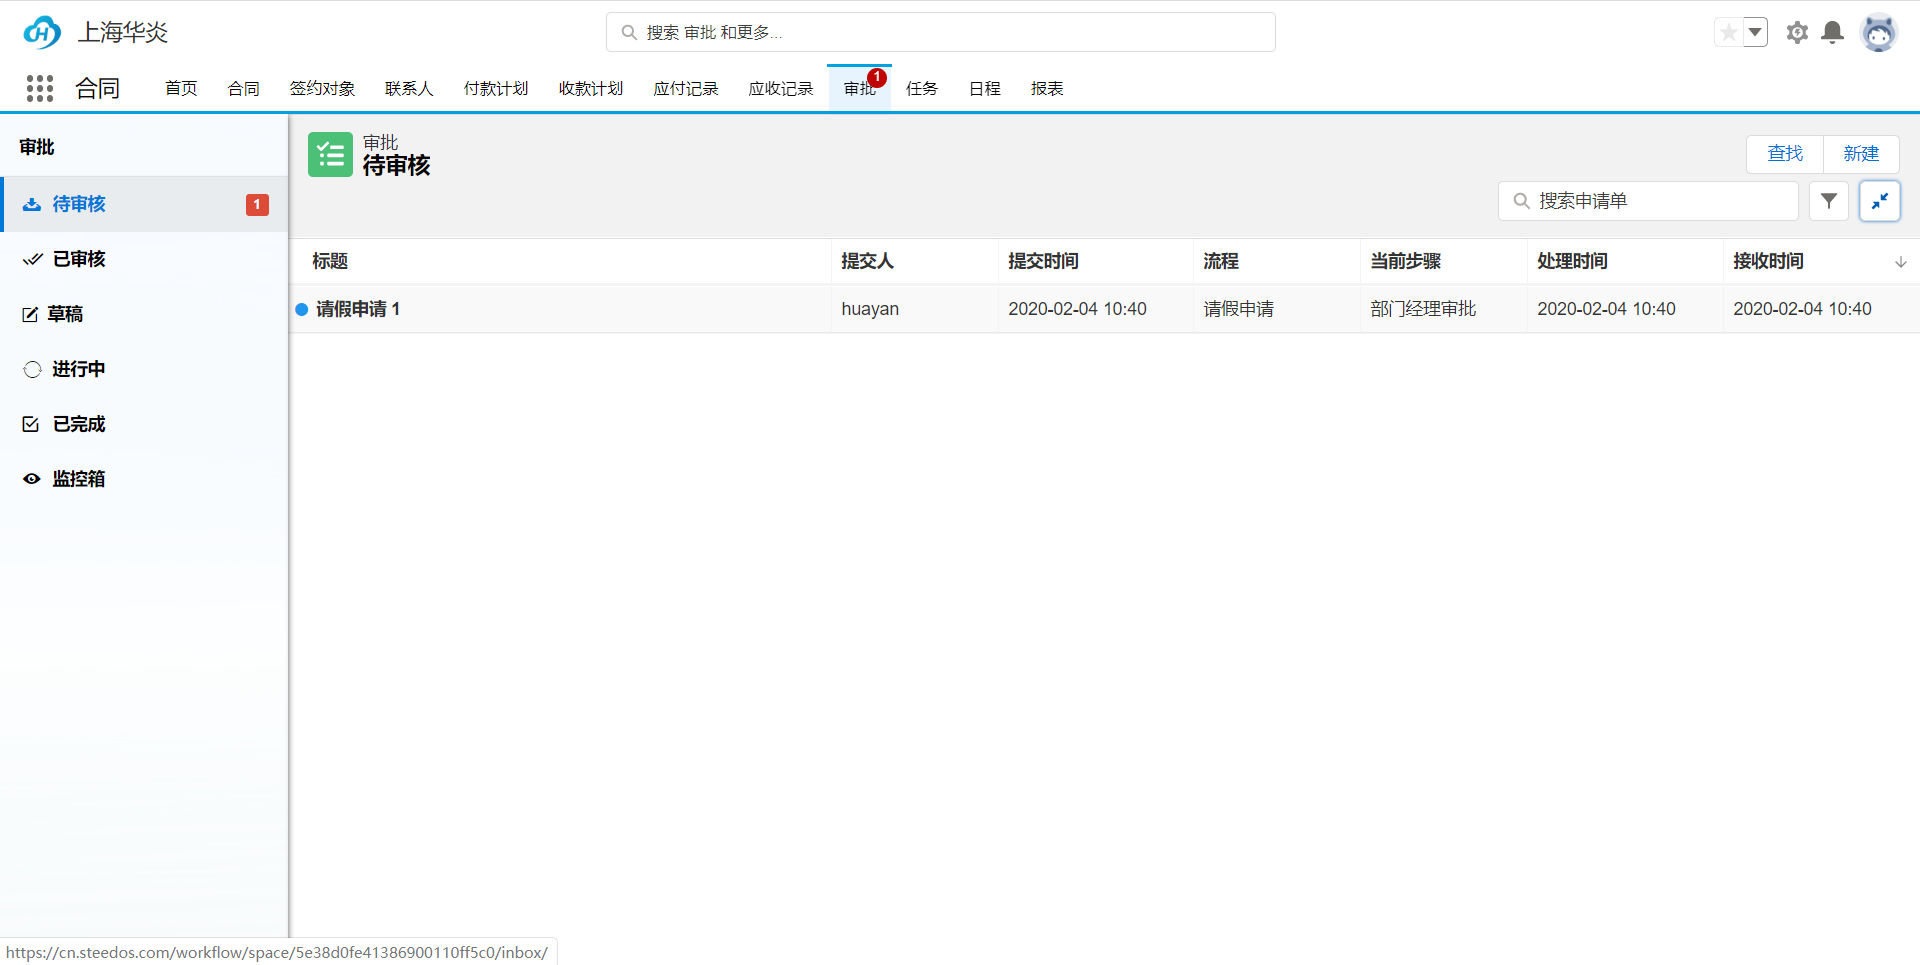 上海华炎
搜索 审批 和更多...
合同
首页 合同 签约对象 联系人 付款计划 收款计划 应付记录 应收记录 审批 1 任务 日程 报表
审批
待审核 1
已审核
草稿
进行中
已完成
监控箱
审批
待审核
查找 新建
搜索申请单
标题 提交人 提交时间 流程 当前步骤 处理时间 接收时间
请假申请 1 huayan 2020-02-04 10:40 请假申请 部门经理审批 2020-02-04 10:40 2020-02-04 10:40
https://cn.steedos.com/workflow/space/5e38d0fe41386900110ff5c0/inbox/